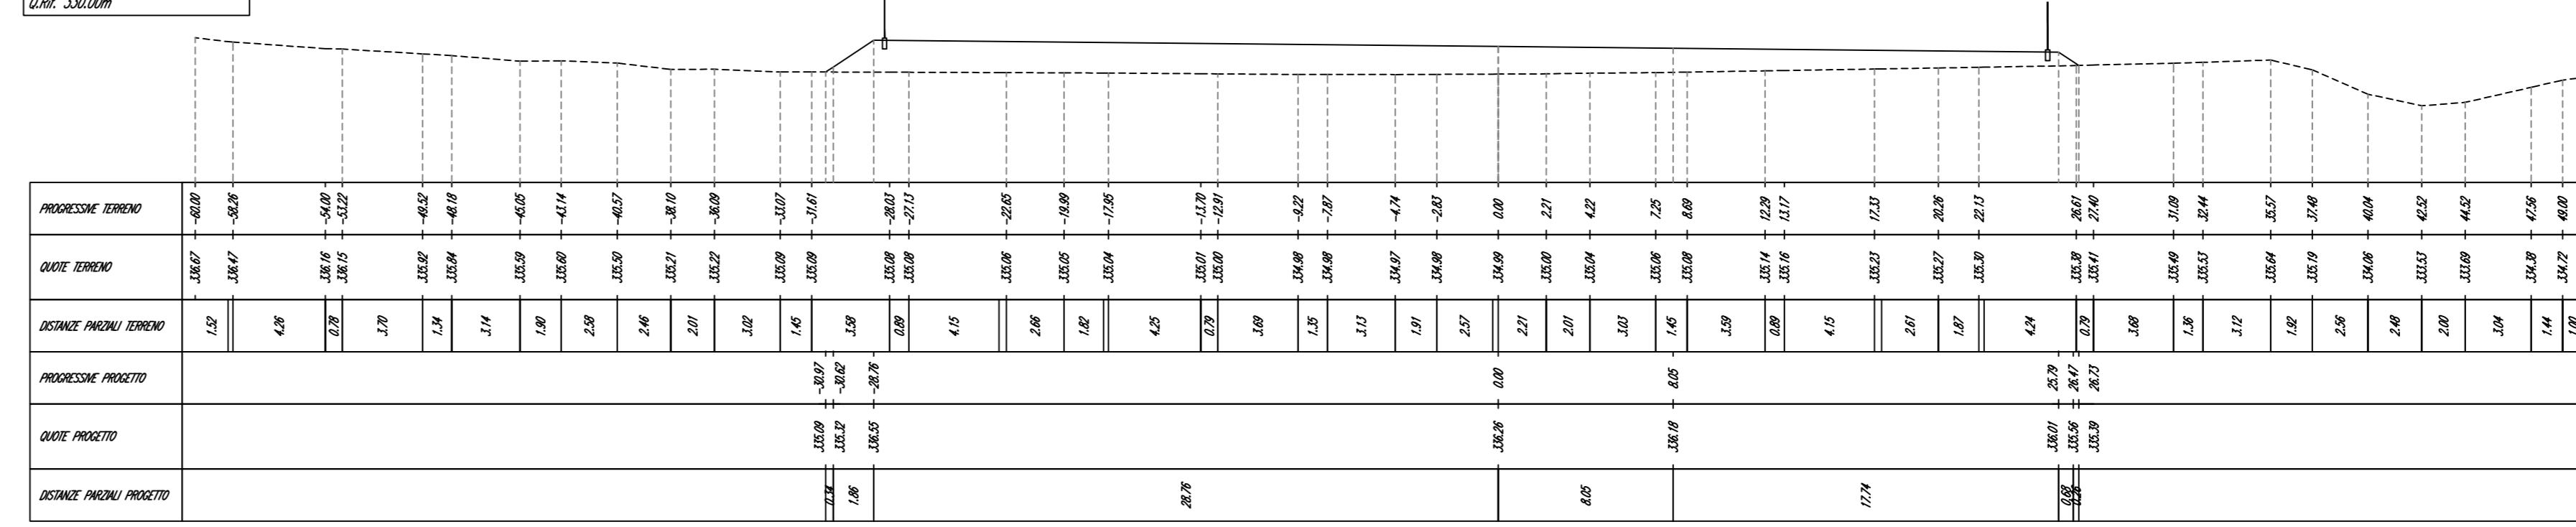 Q.Rif. 330.00m
PROGRESSIVE TERRENO -60.00 -58.26 -54.00 -53.22 -49.52 -48.18 -45.05 -43.14 -40.57 -38.10 -36.09 -33.07 -31.61 -28.03 -27.13 -22.65 -19.99 -17.95 -13.70 -12.91 -9.22 -7.87 -4.74 -2.83 0.00 2.21 4.22 7.25 8.69 12.29 13.17 17.33 20.26 22.13 26.61 27.40 31.09 32.44 35.57 37.48 40.04 42.52 44.52 47.56 49.00
QUOTE TERRENO 336.67 336.47 336.16 336.15 335.92 335.84 335.59 335.60 335.50 335.21 335.22 335.09 335.09 335.08 335.08 335.06 335.05 335.04 335.01 335.00 334.98 334.98 334.97 334.98 334.99 335.00 335.04 335.06 335.08 335.14 335.16 335.23 335.27 335.30 335.38 335.41 335.49 335.53 335.64 335.19 334.06 333.53 333.69 334.38 334.72
DISTANZE PARZIALI TERRENO 1.52 4.26 0.78 3.70 1.34 3.14 1.90 2.58 2.46 2.01 3.02 1.45 3.58 0.89 4.15 2.66 1.82 4.25 0.79 3.69 1.35 3.13 1.91 2.57 2.21 2.01 3.03 1.45 3.59 0.89 4.15 2.61 1.87 4.24 0.79 3.68 1.36 3.12 1.92 2.56 2.48 2.00 3.04 1.44 1.00
PROGRESSIVE PROGETTO -30.97 -30.62 -28.76 0.00 8.05 25.79 26.47 26.73
QUOTE PROGETTO 335.09 335.32 336.55 336.26 336.18 336.01 335.56 335.39
DISTANZE PARZIALI PROGETTO 0.34 1.86 28.76 8.05 17.74 0.68 0.26